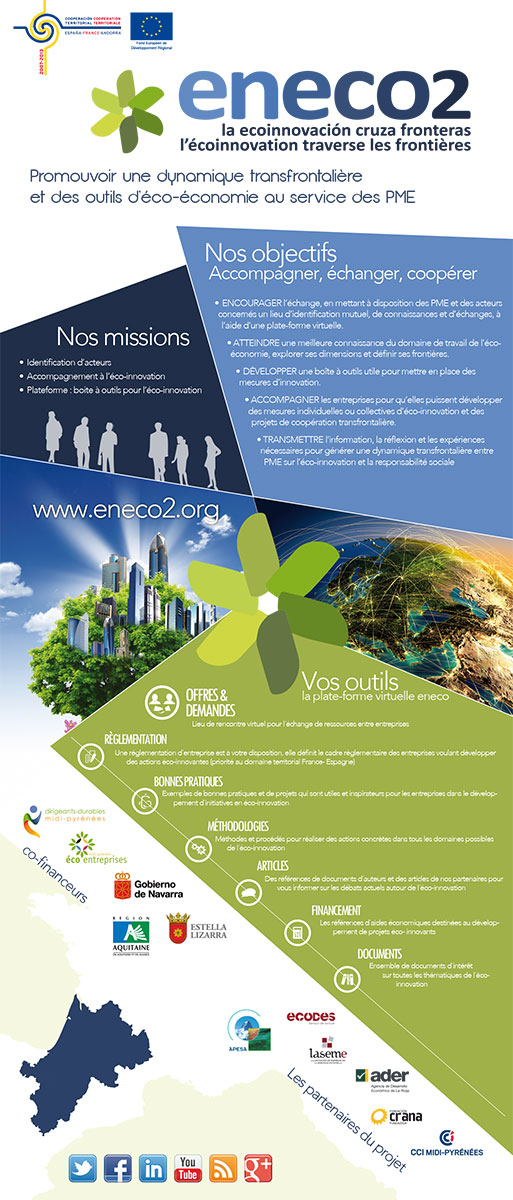 COOPERACIÓN COOPÉRATION
TERRITORIAL TERRITORIALE
ESPAÑA-FRANCE-ANDORRA
2007-2013
Fond Européen de
Développement Régional
eneco2
la ecoinnovación cruza fronteras
l'écoinnovation traverse les frontières
Promouvoir une dynamique transfrontalière
et des outils d'éco-économie au service des PME
Nos objectifs
Accompagner, échanger, coopérer
• ENCOURAGER l'échange, en mettant à disposition des PME et des acteurs
concernés un lieu d'identification mutuel, de connaissances et d'échanges, à
l'aide d'une plate-forme virtuelle.
• ATTEINDRE une meilleure connaissance du domaine de travail de l'éco-
économie, explorer ses dimensions et définir ses frontières.
• DÉVELOPPER une boîte à outils utile pour mettre en place des
mesures d'innovation.
• ACCOMPAGNER les entreprises pour qu'elles puissent développer
des mesures individuelles ou collectives d'éco-innovation et des
projets de coopération transfrontalière.
• TRANSMETTRE l'information, la réflexion et les expériences
nécessaires pour générer une dynamique transfrontalière entre
PME sur l'éco-innovation et la responsabilité sociale
Nos missions
• Identification d'acteurs
• Accompagnement à l'éco-innovation
• Plateforme : boite à outils pour l'éco-innovation
www.eneco2.org
Vos outils
la plate-forme virtuelle eneco
OFFRES &
DEMANDES
Lieu de rencontre virtuel pour l'échange de ressources entre entreprises
RÈGLEMENTATION
Une réglementation d'entreprise est à votre disposition, elle définit le cadre réglementaire des entreprises voulant développer
des actions éco-innovantes (priorité au domaine territorial France- Espagne)
BONNES PRATIQUES
Exemples de bonnes pratiques et de projets qui sont utiles et inspirateurs pour les entreprises dans le dévelop-
pement d'initiatives en éco-innovation
MÉTHODOLOGIES
Méthodes et procédés pour réaliser des actions concrètes dans tous les domaines possibles
de l'éco-innovation
ARTICLES
Des références de documents d'auteurs et des articles de nos partenaires pour
vous informer sur les débats actuels autour de l'éco-innovation
FINANCEMENT
Les références d'aides économiques destinées au dévelop-
pement de projets éco- innovants
DOCUMENTS
Ensemble de documents d'intérêt
sur toutes les thématiques de l'éco-
innovation
co-financeurs
dirigeants-durables
midi-pyrénées
éco entreprises
Gobierno
de Navarra
RÉGION
AQUITAINE
ESTELLA
LIZARRA
Les partenaires du projet
APESA
ecodes
laseme
ader
Agencia de Desarrollo
Económico de La Rioja
FUNDACIÓN
crana
FUNDAZIOA
CCI MIDI-PYRÉNÉES
You
Tube
in
f
g+